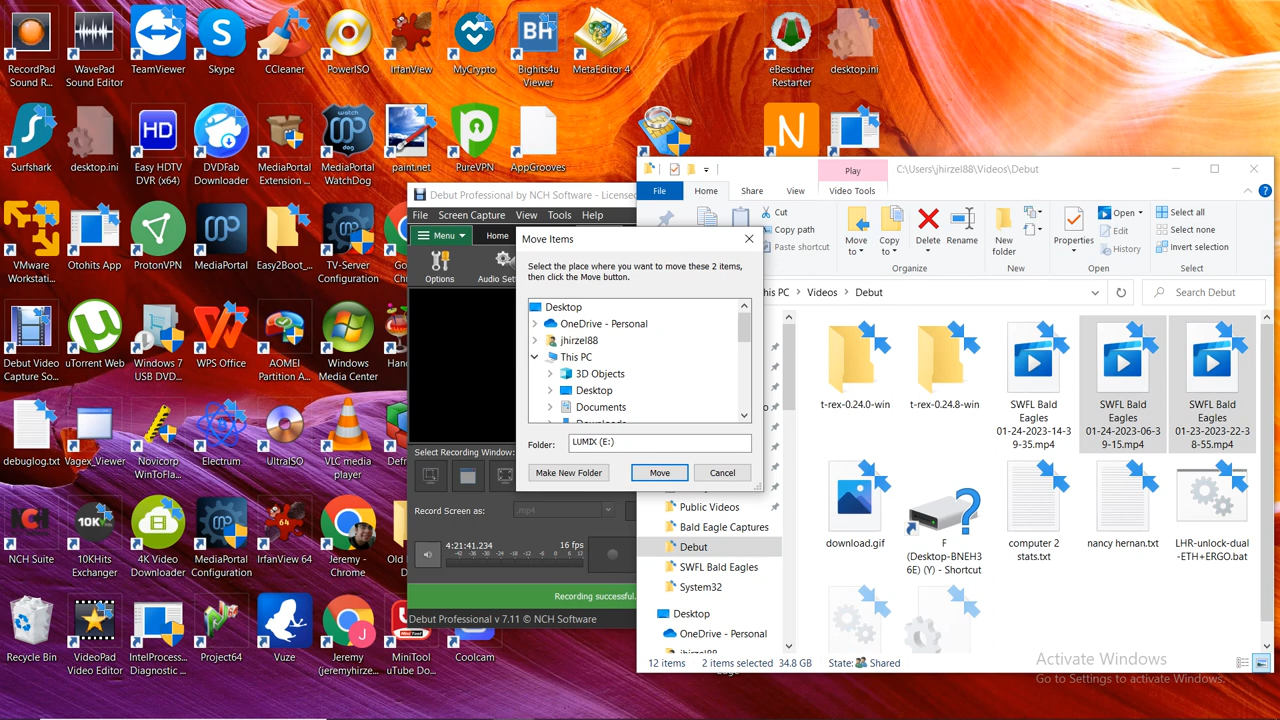 RecordPad
Sound R...
WavePad
Sound Editor
TeamViewer
Skype
CCleaner
PowerISO
IrfanView
MyCrypto
Bighits4u
Viewer
MetaEditor 4
eBesucher
Restarter
desktop.ini
Surfshark
desktop.ini
Easy HDTV
DVR (x64)
DVDFab
Downloader
MediaPortal
Extension ...
MediaPortal
WatchDog
paint.net
PureVPN
AppGrooves
VMware
Workstati...
Otohits App
ProtonVPN
MediaPortal
Easy2Boot_...
TV-Server
Configuration
Debut Video
Capture So...
uTorrent Web
Windows 7
USB DVD...
WPS Office
AOMEI
Partition A...
Windows
Media Center
debuglog.txt
Vagex_Viewer
Novicorp
WinToFla...
Electrum
UltraISO
VLC media
player
NCH Suite
10KHits
Exchanger
4K Video
Downloader
MediaPortal
Configuration
IrfanView 64
Jeremy -
Chrome
Recycle Bin
VideoPad
Video Editor
IntelProcess...
Diagnostic ...
Project64
Vuze
Jeremy
(jeremyhirze...
MiniTool
uTube Do...
Coolcam
Debut Professional by NCH Software - License
File Screen Capture View Tools Help
Menu Home
Options
Audio Set
Select Recording Window:
Record Screen as: .mp4
4:21:41.234 16 fps
-42 -36 -30 -24 -18 -12 -6 0
Recording successful.
Debut Professional v 7.11 © NCH Software
Move Items
Select the place where you want to move these 2 items,
then click the Move button.
Desktop
OneDrive - Personal
jhirzel88
This PC
3D Objects
Desktop
Documents
Folder: LUMIX (E:)
Make New Folder Move Cancel
Play C:\Users\jhirzel88\Videos\Debut
File Home Share View Video Tools
Cut
Copy path
Paste shortcut
Move
to
Copy
to
Delete
Rename
Organize
New
folder
New
Properties
Open
Edit
History
Open
Select all
Select none
Invert selection
Select
his PC > Videos > Debut
Search Debut
Public Videos
Bald Eagle Captures
Debut
SWFL Bald Eagles
System32
Desktop
OneDrive - Personal
jhirzel88
t-rex-0.24.0-win
t-rex-0.24.8-win
SWFL Bald
Eagles
01-24-2023-14-3
9-35.mp4
SWFL Bald
Eagles
01-24-2023-06-3
9-15.mp4
SWFL Bald
Eagles
01-23-2023-22-3
8-55.mp4
download.gif
F
(Desktop-BNEH3
6E) (Y) - Shortcut
computer 2
stats.txt
nancy hernan.txt
LHR-unlock-dual
-ETH+ERGO.bat
12 items 2 items selected 34.8 GB State: Shared
Activate Windows
Go to Settings to activate Windows.